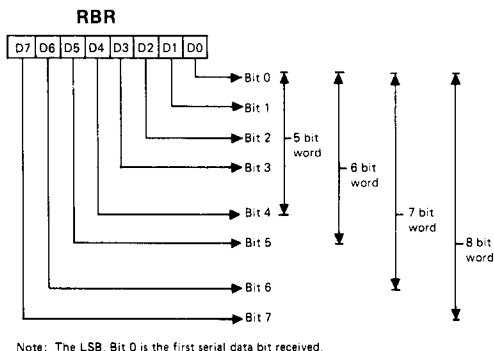 RBR
D7 D6 D5 D4 D3 D2 D1 D0
Bit 0
Bit 1
Bit 2
5 bit
word
Bit 3
6 bit
word
Bit 4
7 bit
word
Bit 5
8 bit
word
Bit 6
Bit 7
Note: The LSB, Bit 0 is the first serial data bit received.